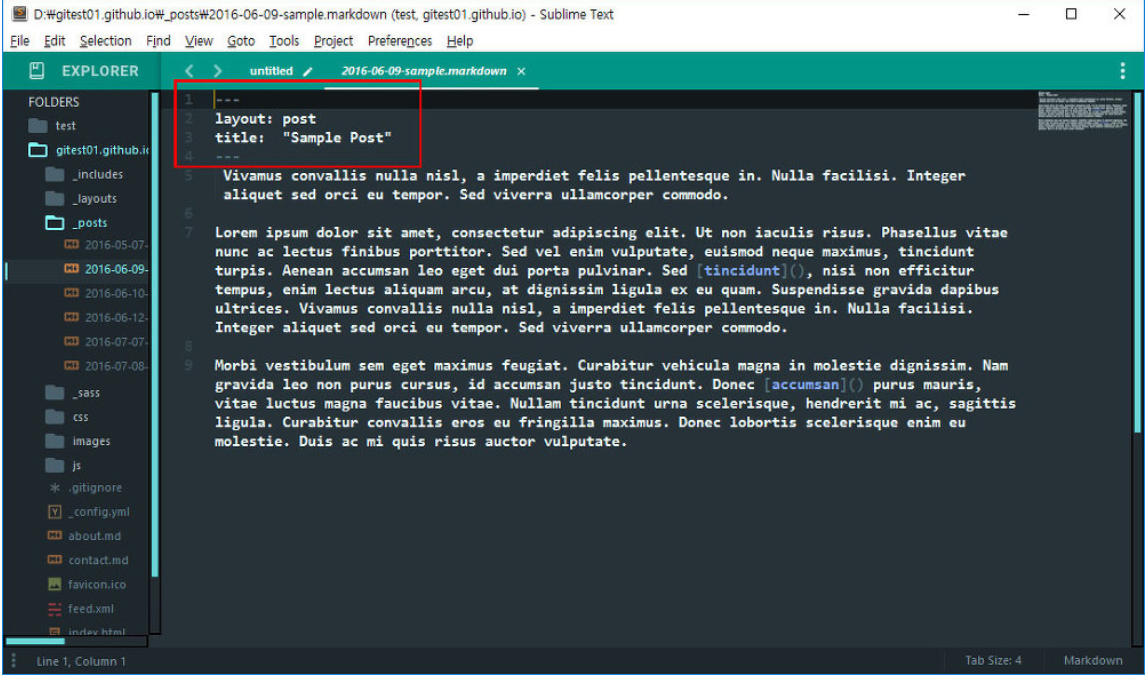 D:₩gitest01.github.io₩_posts₩2016-06-09-sample.markdown (test, gitest01.github.io) - Sublime Text
File Edit Selection Find View Goto Tools Project Preferences Help
EXPLORER
untitled
2016-06-09-sample.markdown ×
FOLDERS
test
gitest01.github.io
_includes
_layouts
_posts
2016-05-07-
2016-06-09-
2016-06-10-
2016-06-12-
2016-07-07-
2016-07-08-
_sass
css
images
js
.gitignore
_config.yml
about.md
contact.md
favicon.ico
feed.xml
index.html
1 ---
2 layout: post
3 title:  "Sample Post"
4 ---
5 Vivamus convallis nulla nisl, a imperdiet felis pellentesque in. Nulla facilisi. Integer
aliquet sed orci eu tempor. Sed viverra ullamcorper commodo.
6
7 Lorem ipsum dolor sit amet, consectetur adipiscing elit. Ut non iaculis risus. Phasellus vitae
nunc ac lectus finibus porttitor. Sed vel enim vulputate, euismod neque maximus, tincidunt
turpis. Aenean accumsan leo eget dui porta pulvinar. Sed [tincidunt](), nisi non efficitur
tempus, enim lectus aliquam arcu, at dignissim ligula ex eu quam. Suspendisse gravida dapibus
ultrices. Vivamus convallis nulla nisl, a imperdiet felis pellentesque in. Nulla facilisi.
Integer aliquet sed orci eu tempor. Sed viverra ullamcorper commodo.
8
9 Morbi vestibulum sem eget maximus feugiat. Curabitur vehicula magna in molestie dignissim. Nam
gravida leo non purus cursus, id accumsan justo tincidunt. Donec [accumsan]() purus mauris,
vitae luctus magna faucibus vitae. Nullam tincidunt urna scelerisque, hendrerit mi ac, sagittis
ligula. Curabitur convallis eros eu fringilla maximus. Donec lobortis scelerisque enim eu
molestie. Duis ac mi quis risus auctor vulputate.
Line 1, Column 1
Tab Size: 4
Markdown